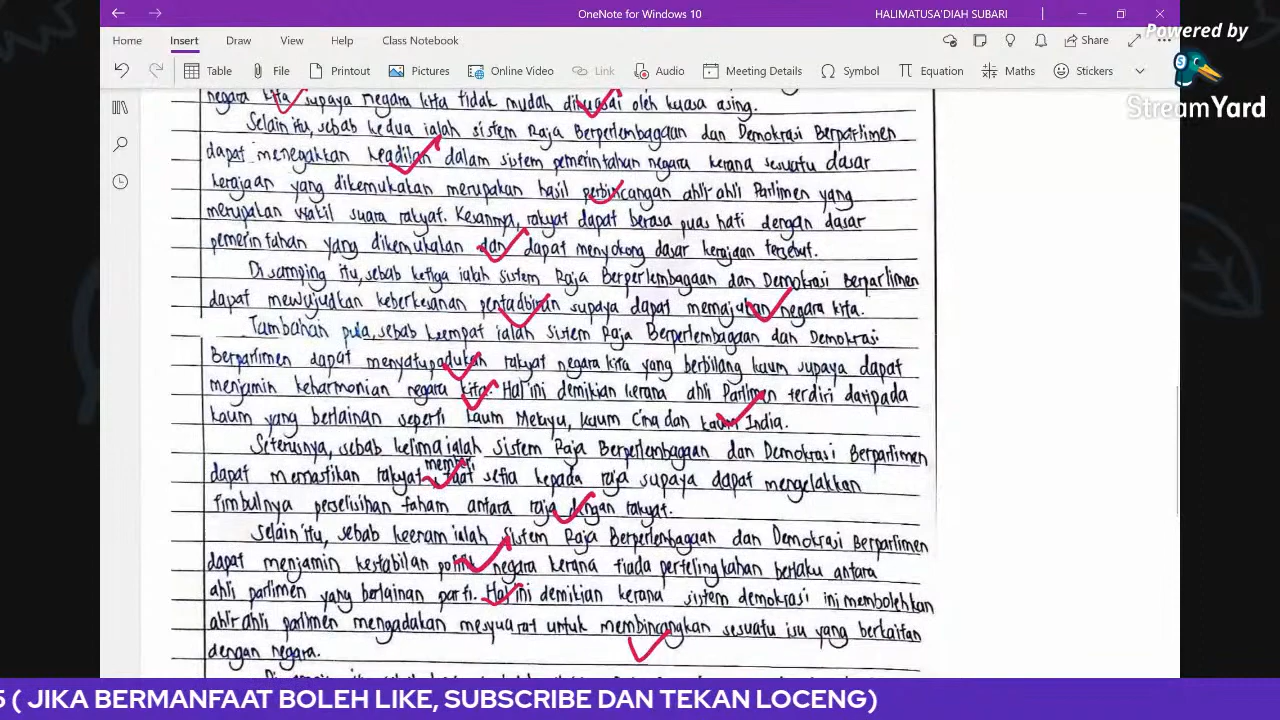 OneNote for Windows 10
HALIMATUSA'DIAH SUBARI
Powered by
StreamYard
Home Insert Draw View Help Class Notebook Share
Table File Printout Pictures Online Video Link Audio Meeting Details Symbol Equation Maths Stickers
negara kita supaya negara kita tidak mudah dikuasai oleh kuasa asing.
Selain itu, sebab kedua ialah sistem Raja Berperlembagaan dan Demokrasi Berparlimen
dapat menegakkan keadilan dalam sistem pemerintahan negara kerana sesuatu dasar
kerajaan yang dikemukakan merupakan hasil perbincangan ahli-ahli Parlimen yang
merupakan wakil suara rakyat. Kesannya, rakyat dapat berasa puas hati dengan dasar
pemerintahan yang dikemukakan dan dapat menyokong dasar kerajaan tersebut.
Di samping itu, sebab ketiga ialah sistem Raja Berperlembagaan dan Demokrasi Berparlimen
dapat mewujudkan keberkesanan pentadbiran supaya dapat memajukan negara kita.
Tambahan pula, sebab keempat ialah sistem Raja Berperlembagaan dan Demokrasi
Berparlimen dapat menyatupadukan rakyat negara kita yang berbilang kaum supaya dapat
menjamin keharmonian negara kita. Hal ini demikian kerana ahli Parlimen terdiri daripada
kaum yang berlainan seperti kaum Melayu, kaum Cina dan kaum India.
Seterusnya, sebab kelima ialah sistem Raja Berperlembagaan dan Demokrasi Berparlimen
dapat memastikan rakyat memberi taat setia kepada raja supaya dapat mengelakkan
timbulnya perselisihan faham antara raja dengan rakyat.
Selain itu, sebab keenam ialah sistem Raja Berperlembagaan dan Demokrasi Berparlimen
dapat menjamin kestabilan politik negara kerana tiada pertelingkahan berlaku antara
ahli parlimen yang berlainan parti. Hal ini demikian kerana sistem demokrasi ini membolehkan
ahli-ahli parlimen mengadakan mesyuarat untuk membincangkan sesuatu isu yang berkaitan
dengan negara.
5 ( JIKA BERMANFAAT BOLEH LIKE, SUBSCRIBE DAN TEKAN LOCENG)